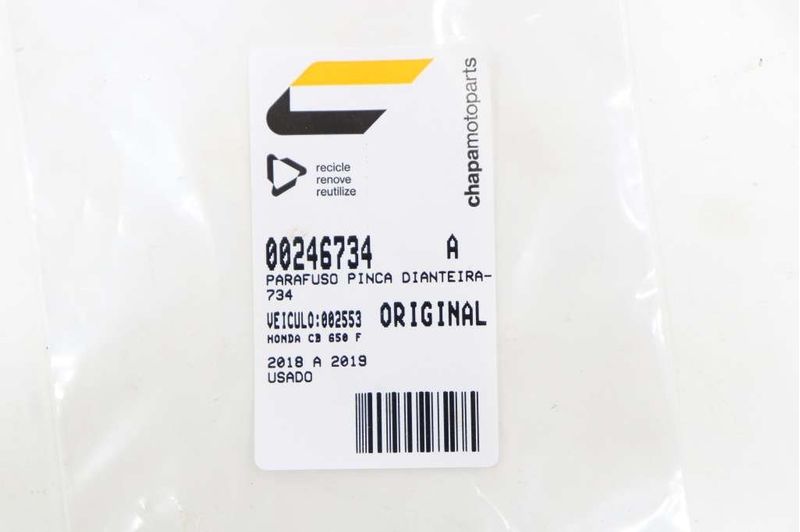 chapamotoparts
recicle
renove
reutilize
00246734 A
PARAFUSO PINCA DIANTEIRA-
734
VEICULO:002553 ORIGINAL
HONDA CB 650 F
2018 A 2019
USADO